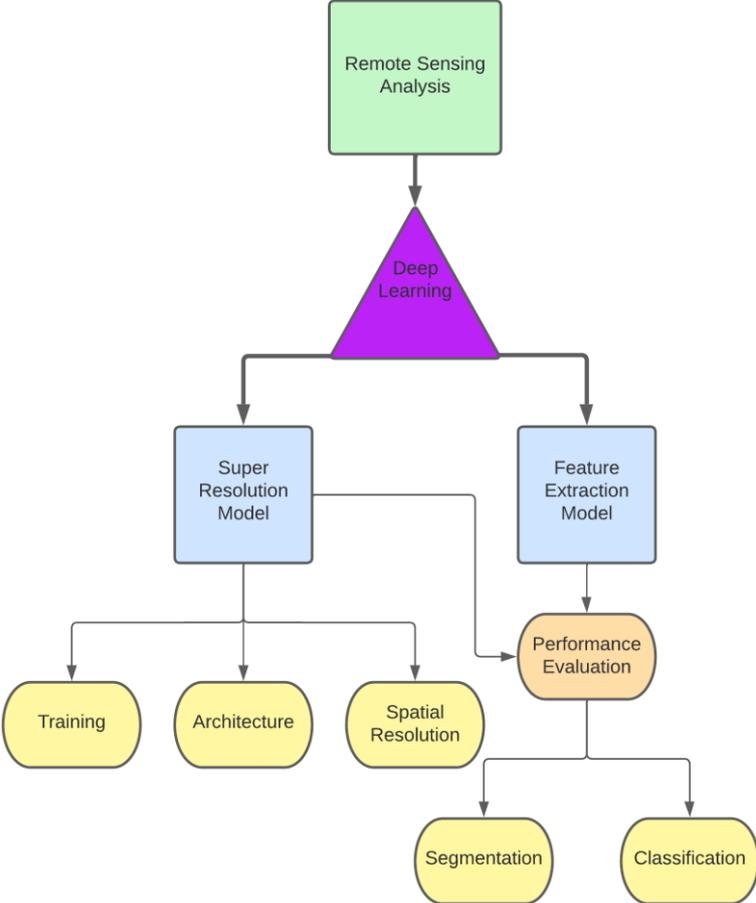 Remote Sensing
Analysis
Deep
Learning
Super
Resolution
Model
Feature
Extraction
Model
Performance
Evaluation
Training
Architecture
Spatial
Resolution
Segmentation
Classification